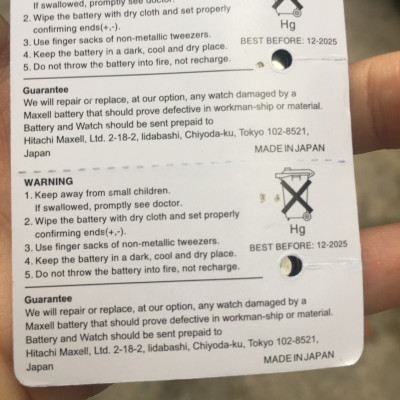 If swallowed, promptly see doctor.
2. Wipe the battery with dry cloth and set properly
confirming ends(+,-).
3. Use finger sacks of non-metallic tweezers.
4. Keep the battery in a dark, cool and dry place.
5. Do not throw the battery into fire, not recharge.
Hg
BEST BEFORE: 12-2025
Guarantee
We will repair or replace, at our option, any watch damaged by a
Maxell battery that should prove defective in workman-ship or material.
Battery and Watch should be sent prepaid to
Hitachi Maxell, Ltd. 2-18-2, Iidabashi, Chiyoda-ku, Tokyo 102-8521,
Japan
MADE IN JAPAN
WARNING
1. Keep away from small children.
If swallowed, promptly see doctor.
2. Wipe the battery with dry cloth and set properly
confirming ends(+,-).
3. Use finger sacks of non-metallic tweezers.
4. Keep the battery in a dark, cool and dry place.
5. Do not throw the battery into fire, not recharge.
Hg
BEST BEFORE: 12-2025
Guarantee
We will repair or replace, at our option, any watch damaged by a
Maxell battery that should prove defective in workman-ship or material.
Battery and Watch should be sent prepaid to
Hitachi Maxell, Ltd. 2-18-2, Iidabashi, Chiyoda-ku, Tokyo 102-8521,
Japan
MADE IN JAPAN